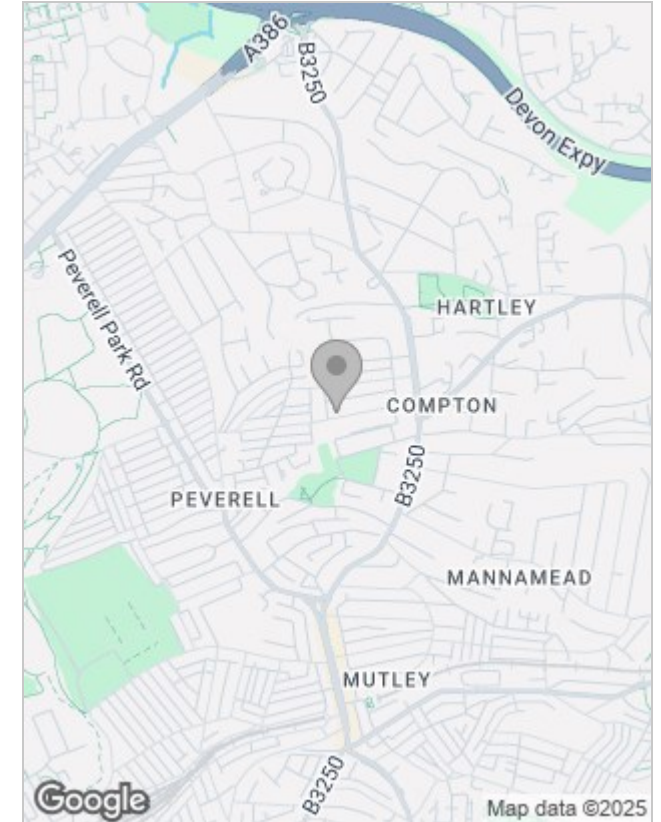 A386
B3250
Devon Expy
Peverell Park Rd
HARTLEY
COMPTON
B3250
PEVERELL
MANNAMEAD
MUTLEY
B3250
Google
Map data ©2025